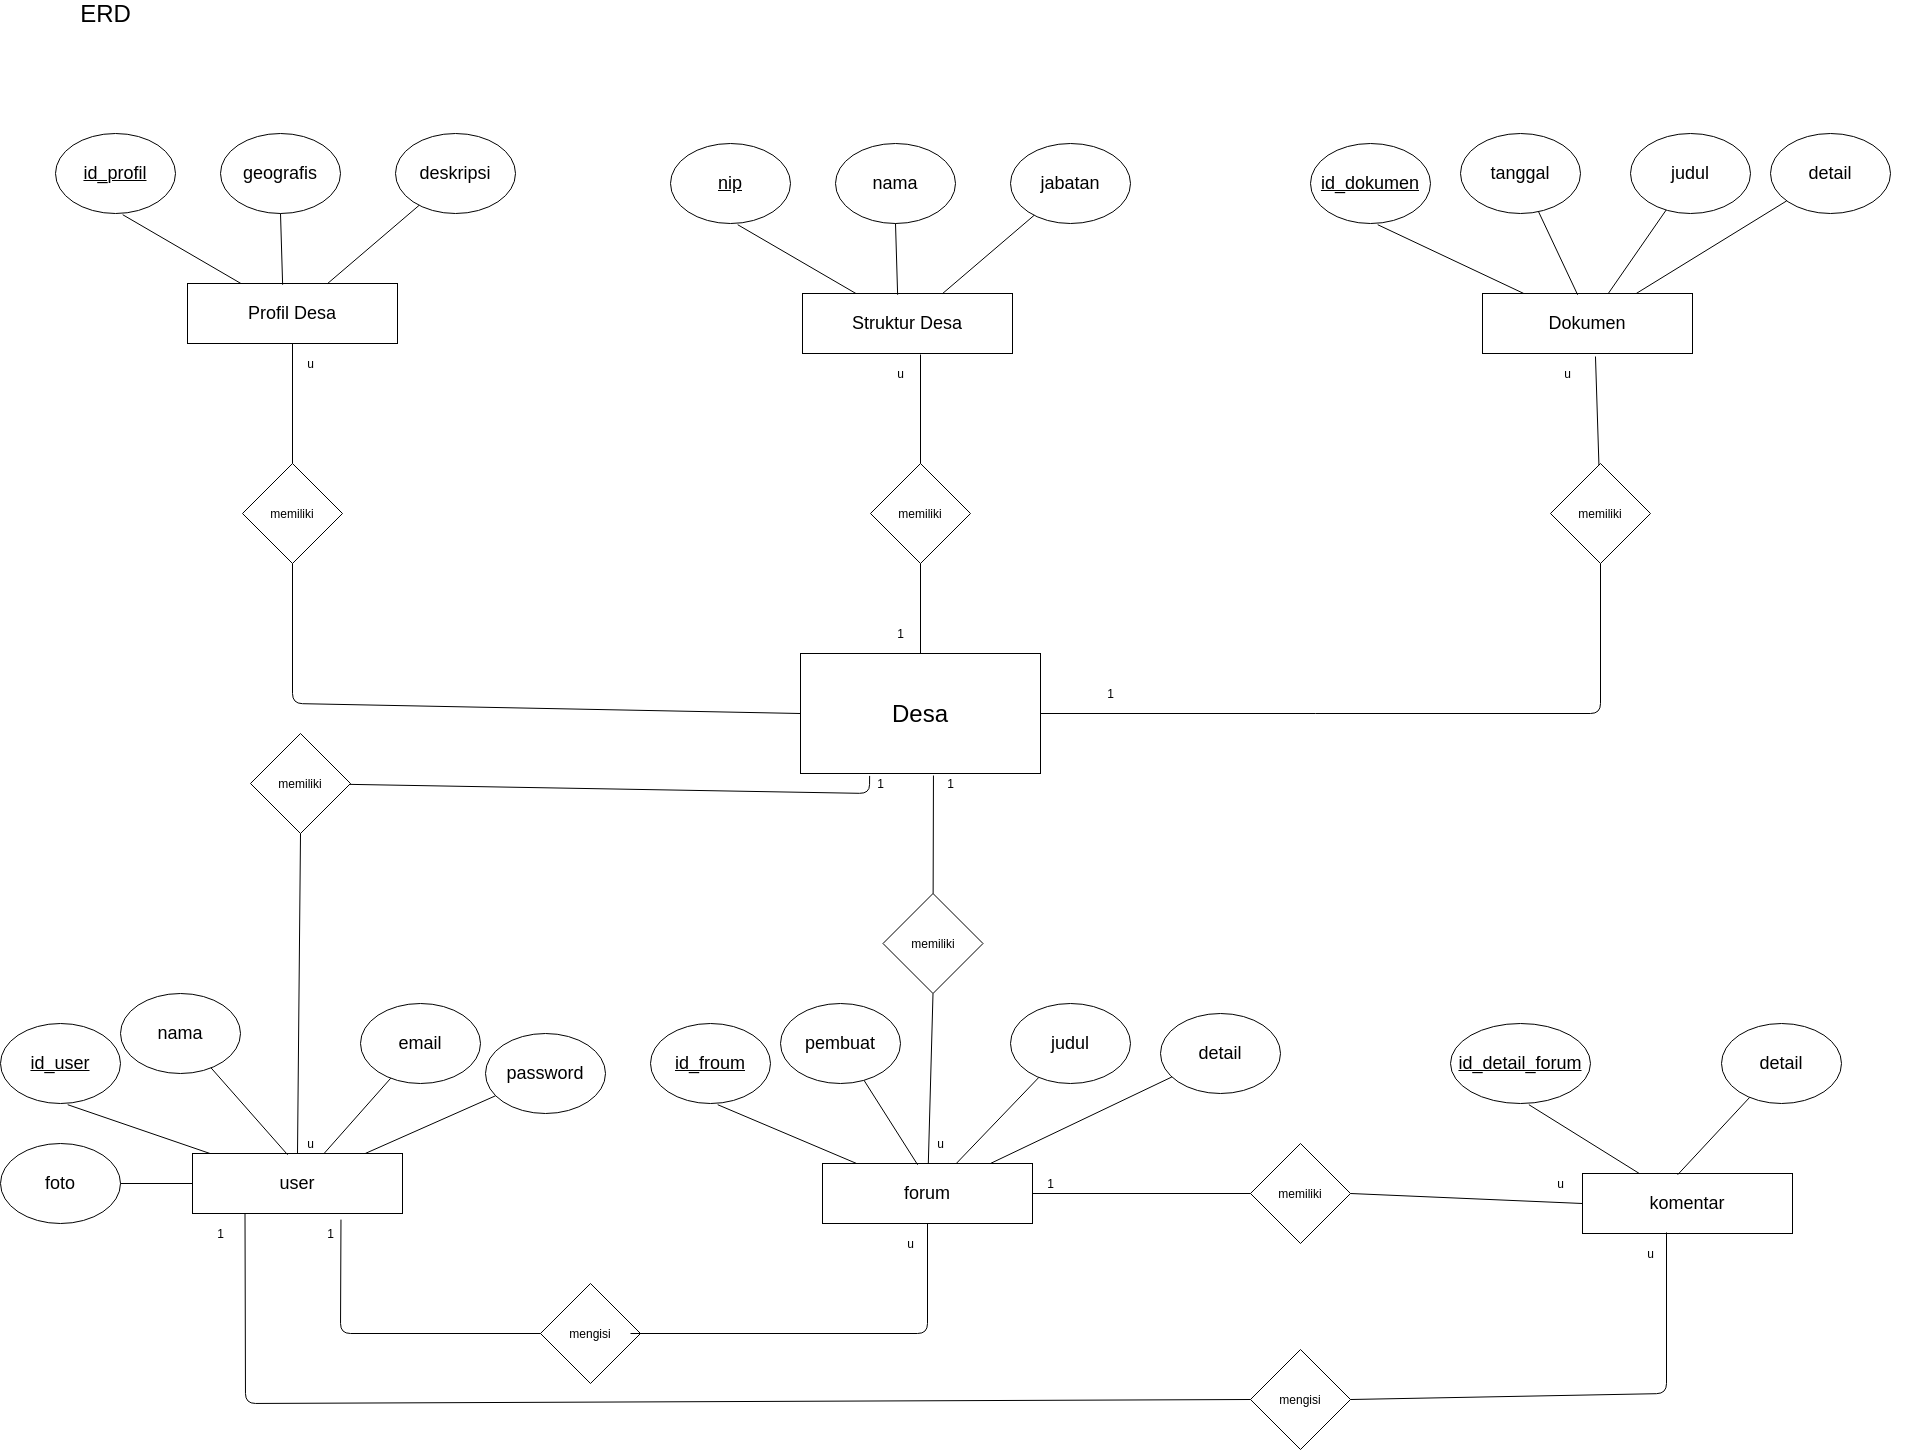 ERD
id_profil
geografis
deskripsi
nip
nama
jabatan
id_dokumen
tanggal
judul
detail
Profil Desa
Struktur Desa
Dokumen
u
u
u
memiliki
memiliki
memiliki
1
Desa
1
memiliki
1
1
memiliki
id_user
nama
email
password
id_froum
pembuat
judul
detail
id_detail_forum
detail
u
u
foto
user
forum
1
memiliki
u
komentar
1
1
u
u
mengisi
mengisi